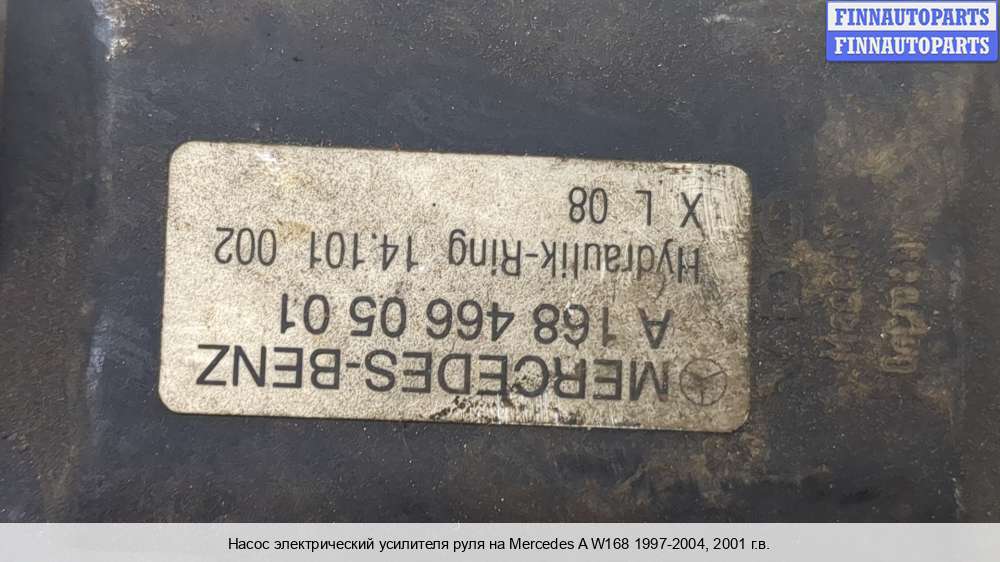 FINNAUTOPARTS
FINNAUTOPARTS
MERCEDES-BENZ
A 168 466 05 01
Hydraulik-Ring 14.101 002
X L 08
Насос электрический усилителя руля на Mercedes A W168 1997-2004, 2001 г.в.